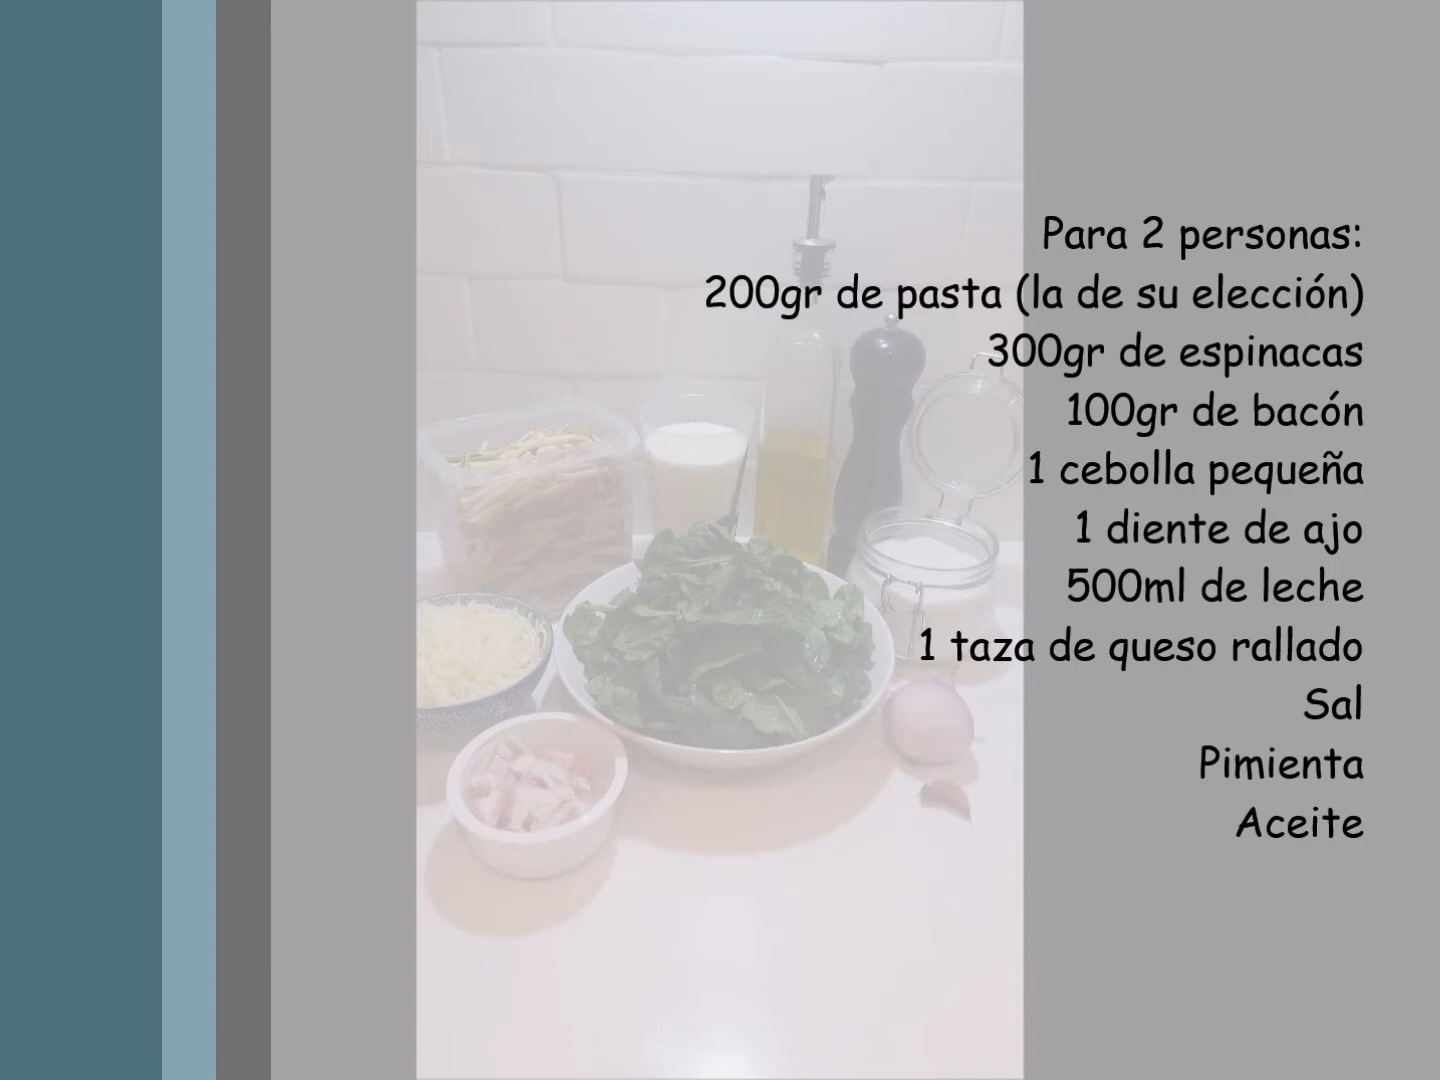 Para 2 personas:
200gr de pasta (la de su elección)
300gr de espinacas
100gr de bacón
1 cebolla pequeña
1 diente de ajo
500ml de leche
1 taza de queso rallado
Sal
Pimienta
Aceite